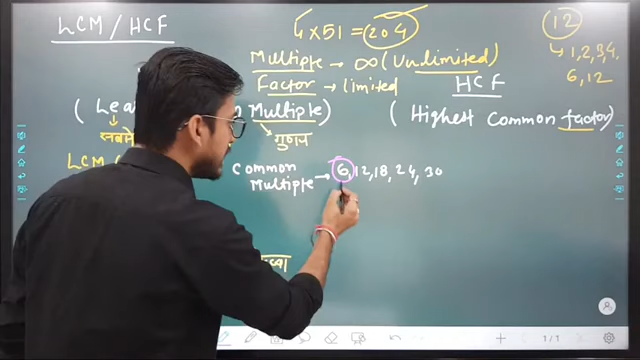 LCM / HCF
4 × 51 = 204
12
↳ 1, 2, 3, 4,
6, 12
Multiple → ∞ (Unlimited)
Factor → limited
HCF
( Lea n Multiple)
सबसे
↘ गुणज
( Highest Common factor)
LCM
Common
Multiple → 6, 12, 18, 24, 30
1/1